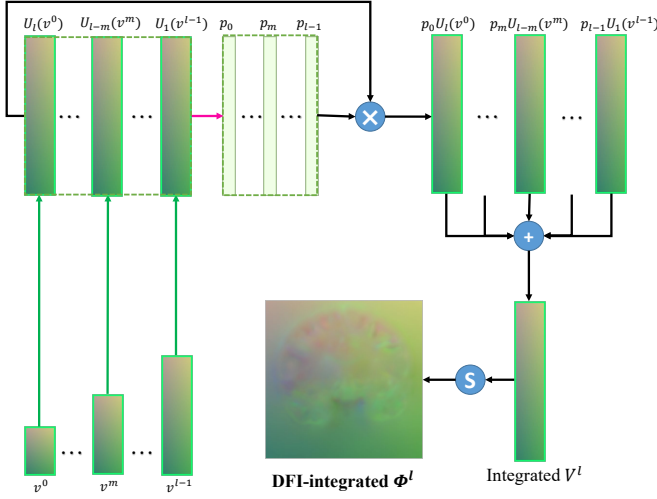 U_l(v^0) U_{l-m}(v^m) U_1(v^{l-1}) p_0 p_m p_{l-1} p_0U_l(v^0) p_mU_{l-m}(v^m) p_{l-1}U_1(v^{l-1})
... ... ... ... × ... ...
+
S
... ...
v^0 v^m v^{l-1} DFI-integrated Φ^l Integrated V^l